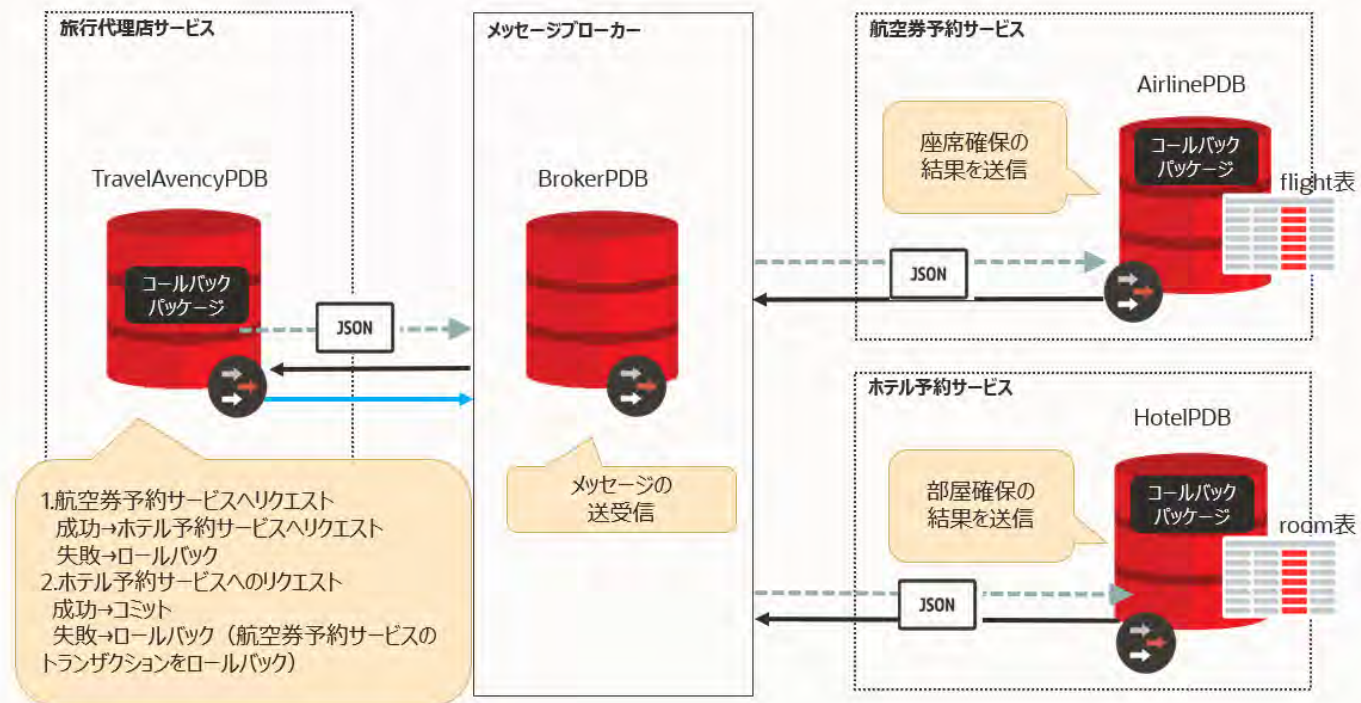 旅行代理店サービス
TravelAvencyPDB
コールバック
パッケージ
JSON
1.航空券予約サービスへリクエスト
成功→ホテル予約サービスへリクエスト
失敗→ロールバック
2.ホテル予約サービスへのリクエスト
成功→コミット
失敗→ロールバック（航空券予約サービスの
トランザクションをロールバック）
メッセージブローカー
BrokerPDB
メッセージの
送受信
航空券予約サービス
AirlinePDB
座席確保の
結果を送信
コールバック
パッケージ
flight表
JSON
ホテル予約サービス
HotelPDB
部屋確保の
結果を送信
コールバック
パッケージ
room表
JSON